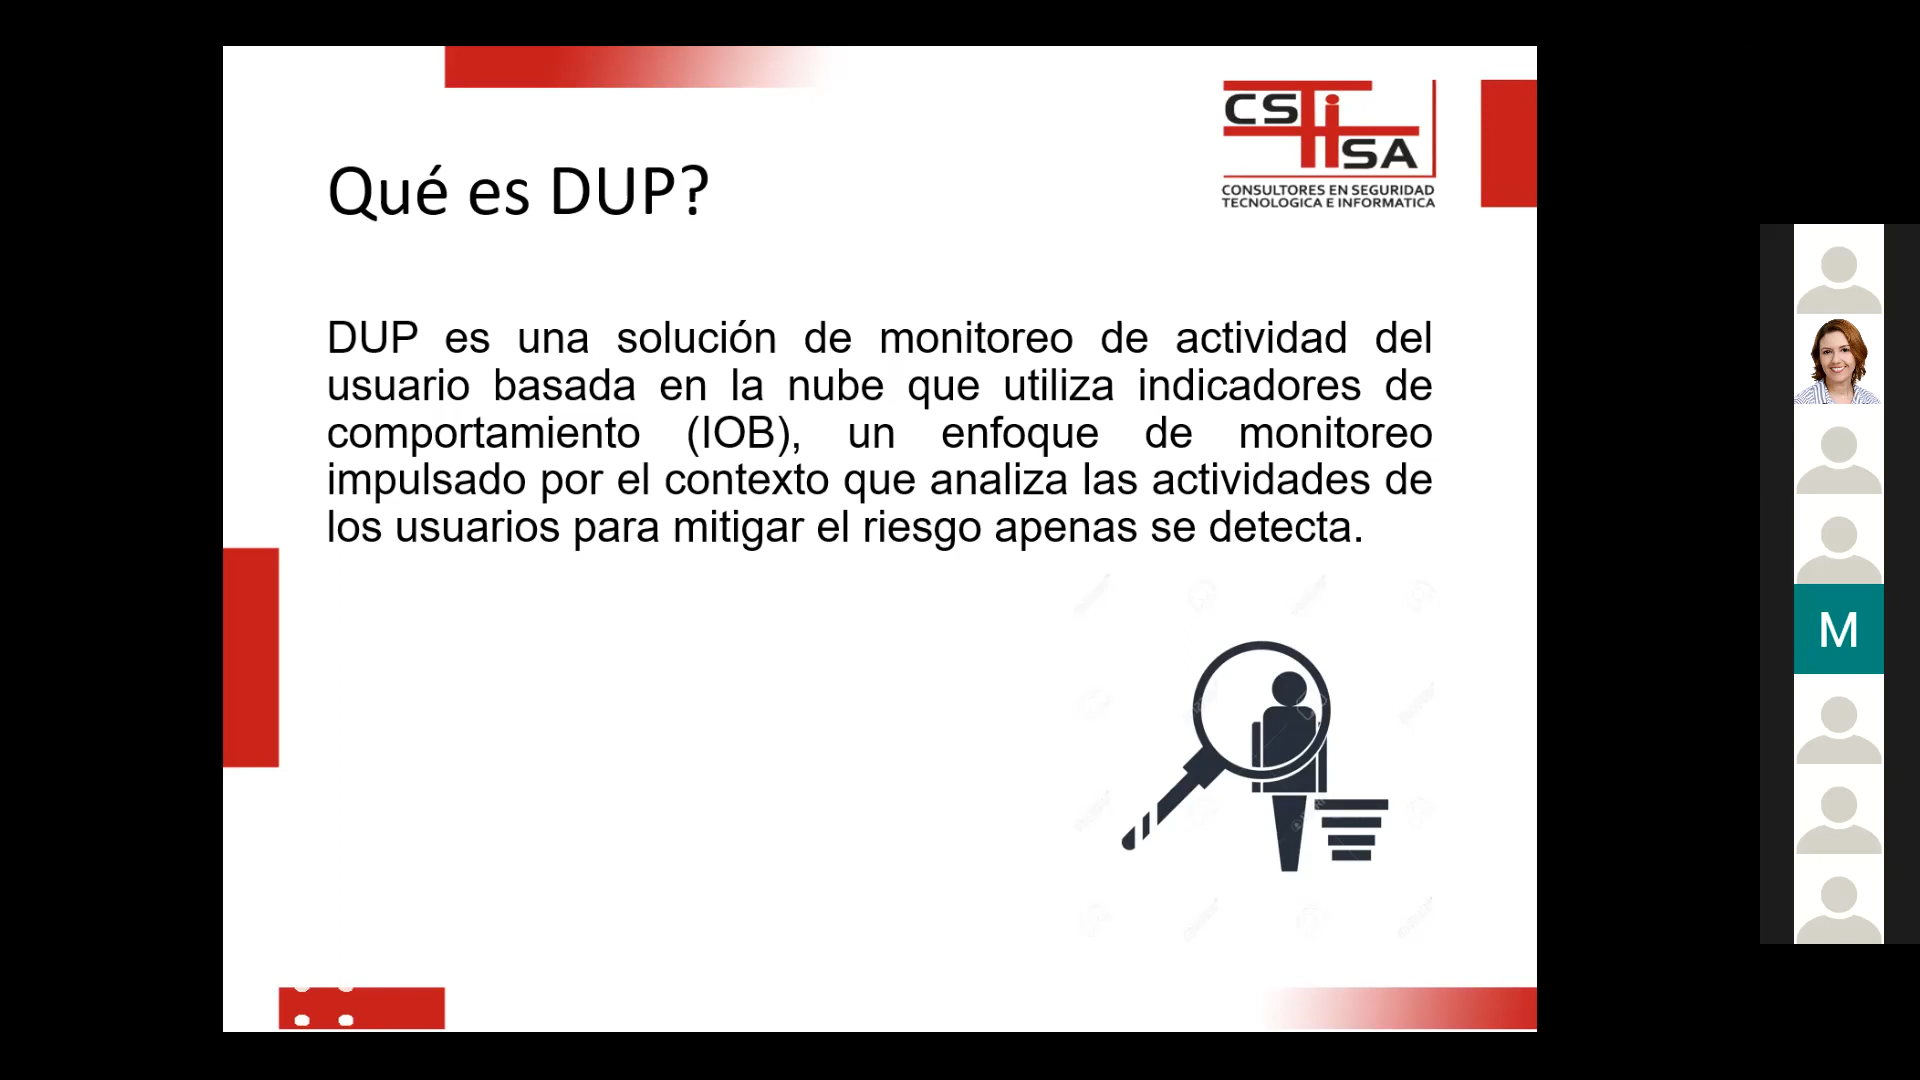 CSTi
SA
CONSULTORES EN SEGURIDAD
TECNOLOGICA E INFORMATICA
Qué es DUP?
DUP es una solución de monitoreo de actividad del
usuario basada en la nube que utiliza indicadores de
comportamiento (IOB), un enfoque de monitoreo
impulsado por el contexto que analiza las actividades de
los usuarios para mitigar el riesgo apenas se detecta.
M